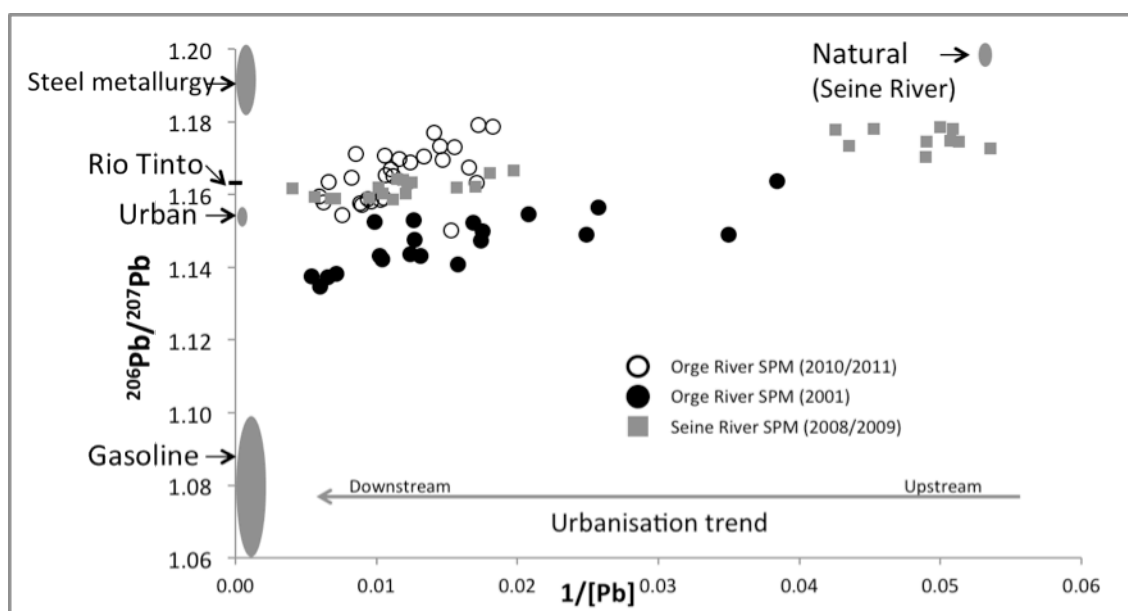 1.20
1.18
1.16
1.14
1.12
1.10
1.08
1.06
Steel metallurgy
Rio Tinto
Urban
Gasoline
²⁰⁶Pb/²⁰⁷Pb
Natural
(Seine River)
Orge River SPM (2010/2011)
Orge River SPM (2001)
Seine River SPM (2008/2009)
Downstream
Upstream
Urbanisation trend
0.00
0.01
0.02
0.03
0.04
0.05
0.06
1/[Pb]